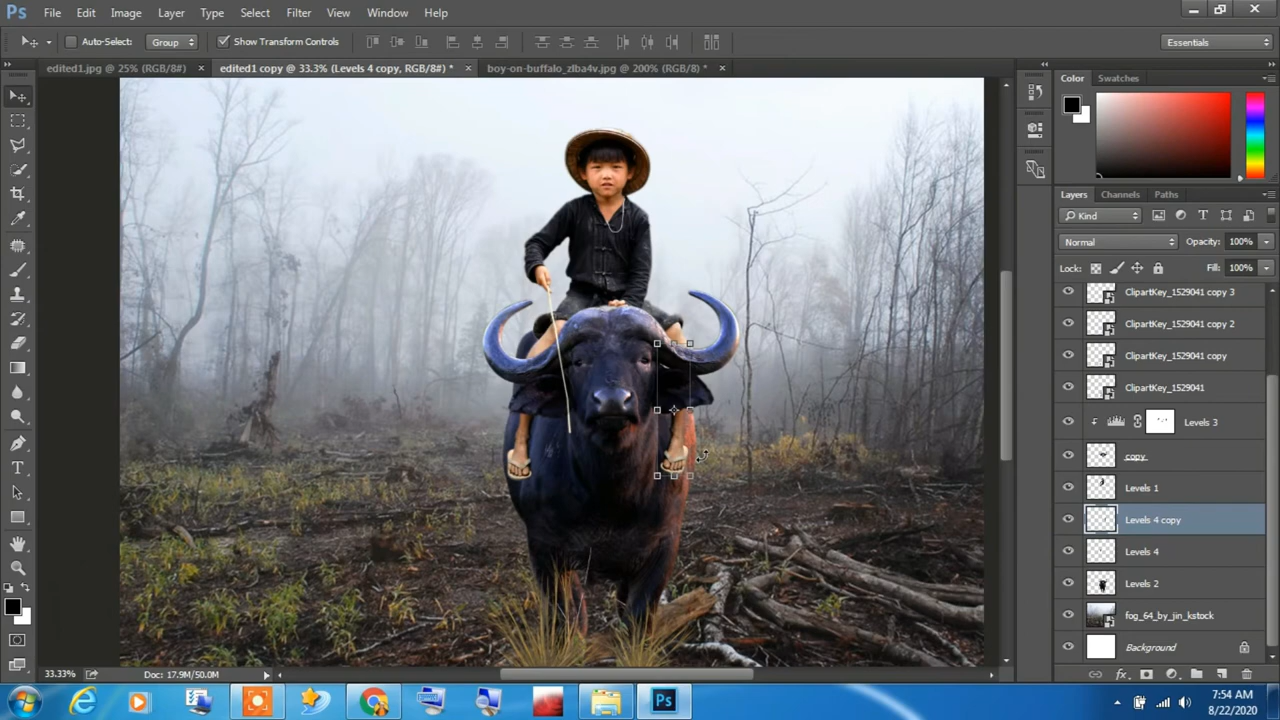 Ps File Edit Image Layer Type Select Filter View Window Help
Auto-Select: Group Show Transform Controls Essentials
edited1.jpg @ 25% (RGB/8#) × edited1 copy @ 33.3% (Levels 4 copy, RGB/8#) * × boy-on-buffalo_zlba4v.jpg @ 200% (RGB/8) * ×
Color Swatches
Layers Channels Paths
Kind
Normal Opacity: 100%
Lock: Fill: 100%
ClipartKey_1529041 copy 3
ClipartKey_1529041 copy 2
ClipartKey_1529041 copy
ClipartKey_1529041
Levels 3
copy
Levels 1
Levels 4 copy
Levels 4
Levels 2
fog_64_by_jin_kstock
Background
33.33% Doc: 17.9M/50.0M
Ps
7:54 AM
8/22/2020